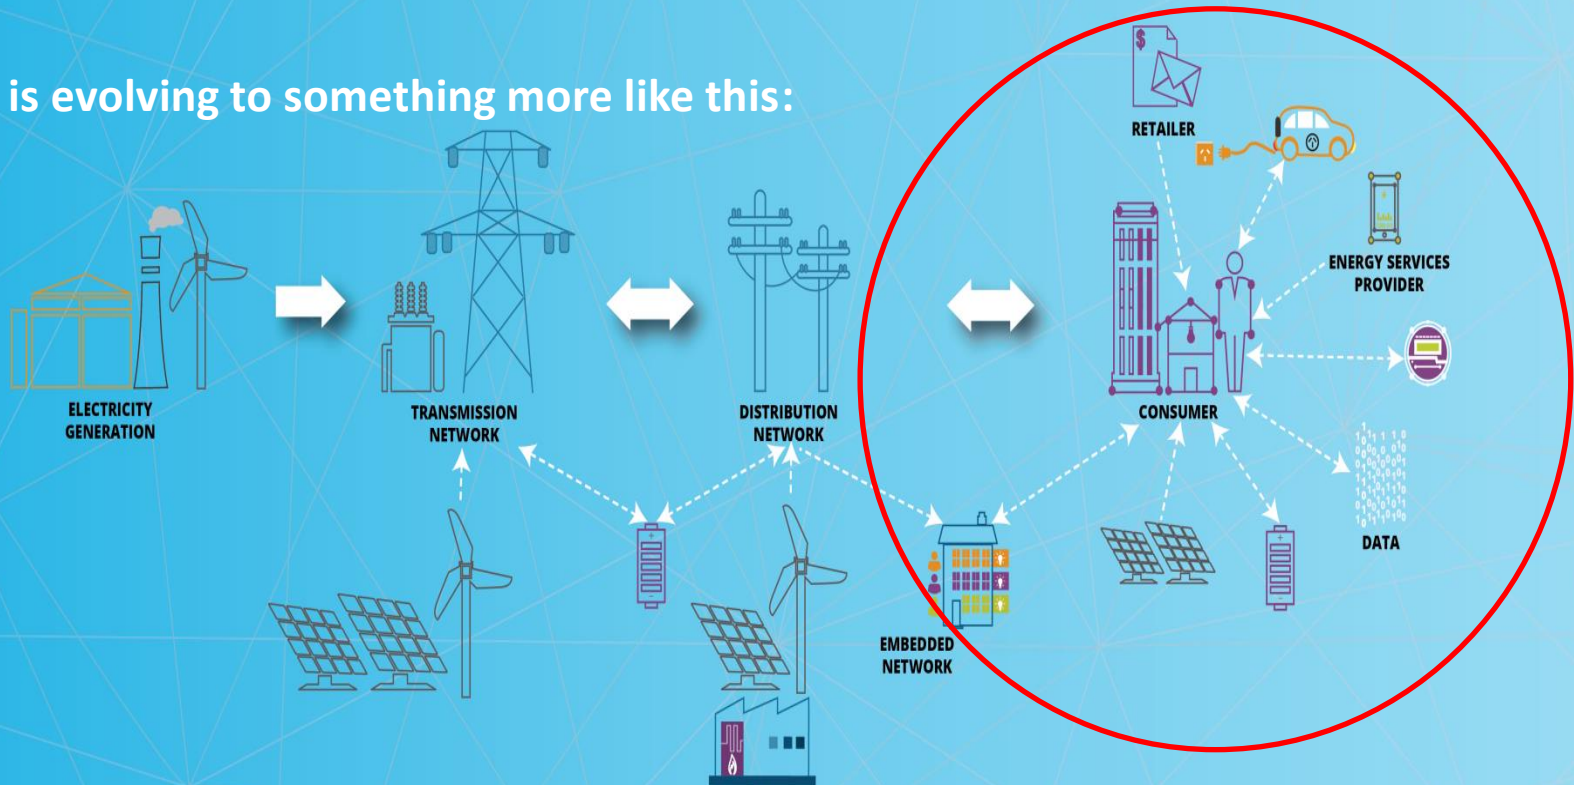 is evolving to something more like this:
$
RETAILER
ENERGY SERVICES
PROVIDER
ELECTRICITY
GENERATION
TRANSMISSION
NETWORK
DISTRIBUTION
NETWORK
CONSUMER
DATA
EMBEDDED
NETWORK